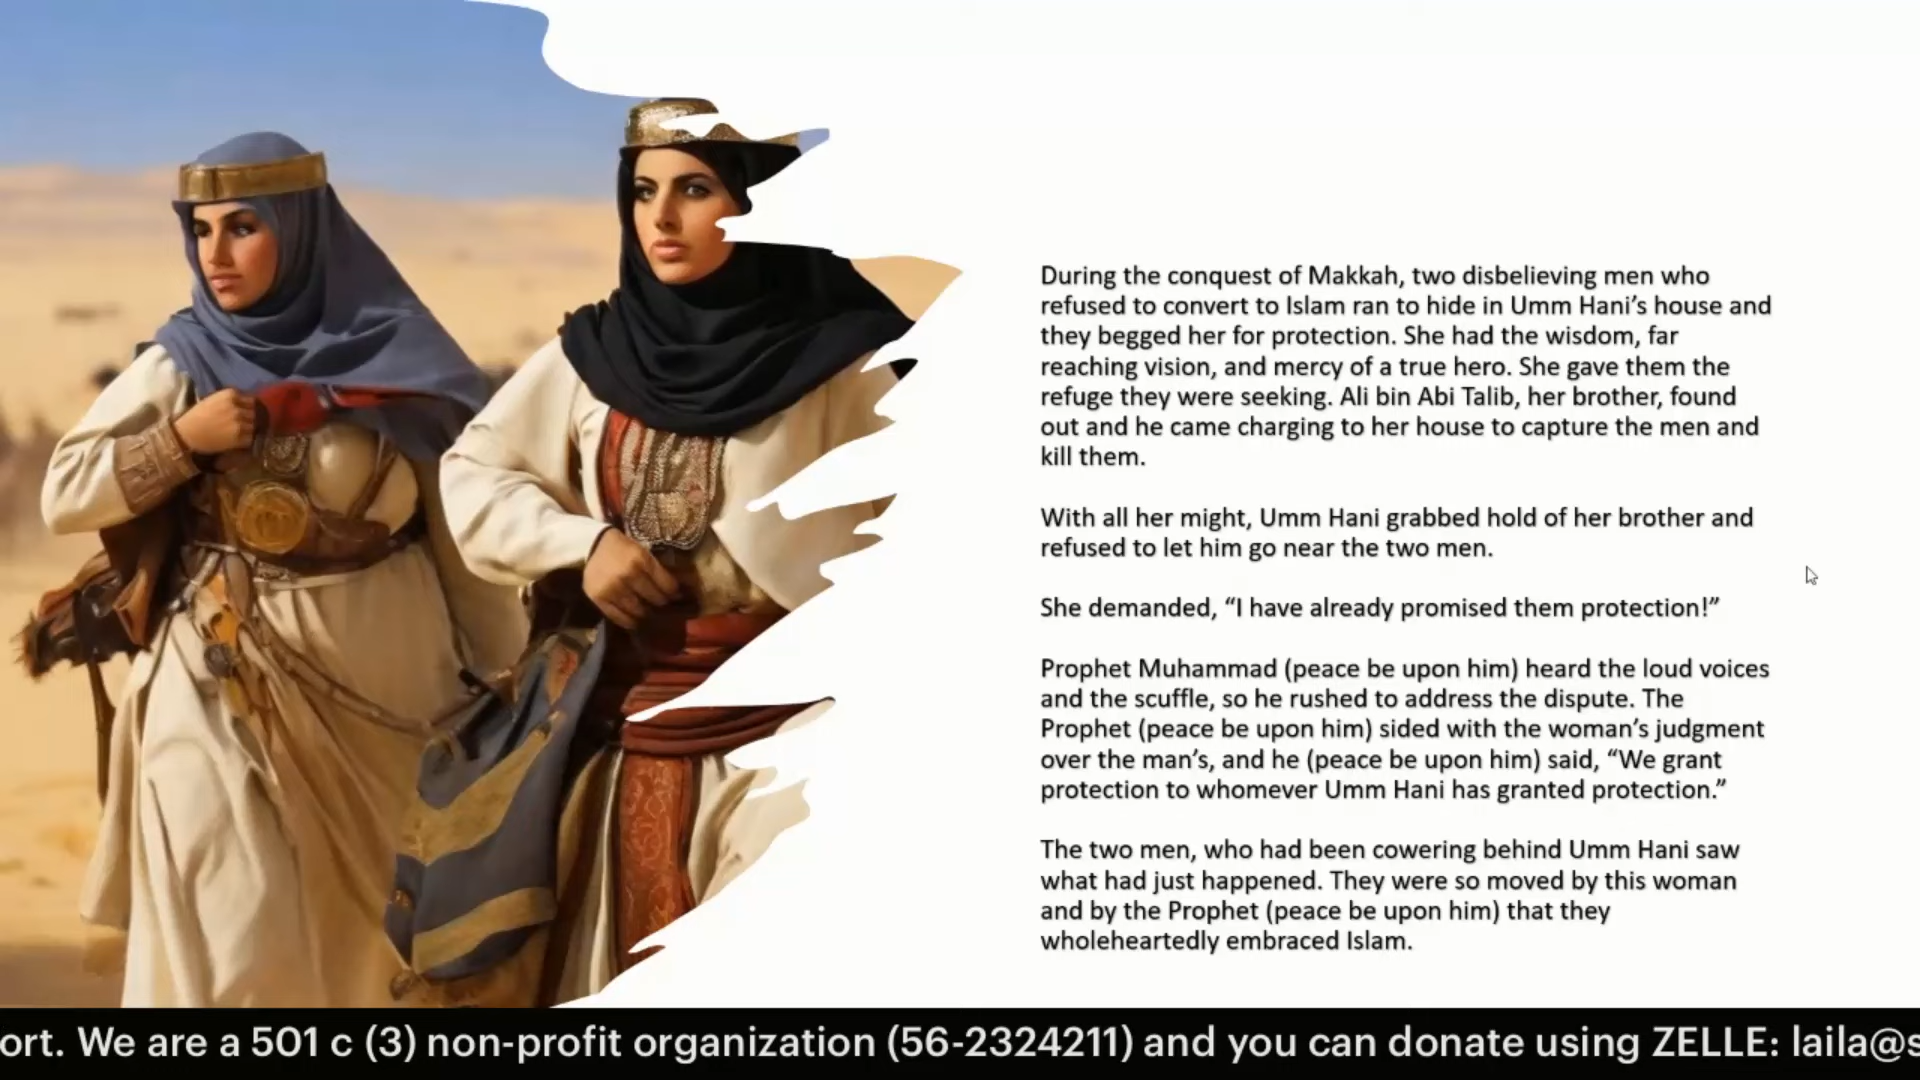 During the conquest of Makkah, two disbelieving men who
refused to convert to Islam ran to hide in Umm Hani’s house and
they begged her for protection. She had the wisdom, far
reaching vision, and mercy of a true hero. She gave them the
refuge they were seeking. Ali bin Abi Talib, her brother, found
out and he came charging to her house to capture the men and
kill them.
With all her might, Umm Hani grabbed hold of her brother and
refused to let him go near the two men.
She demanded, “I have already promised them protection!”
Prophet Muhammad (peace be upon him) heard the loud voices
and the scuffle, so he rushed to address the dispute. The
Prophet (peace be upon him) sided with the woman’s judgment
over the man’s, and he (peace be upon him) said, “We grant
protection to whomever Umm Hani has granted protection.”
The two men, who had been cowering behind Umm Hani saw
what had just happened. They were so moved by this woman
and by the Prophet (peace be upon him) that they
wholeheartedly embraced Islam.
ort. We are a 501 c (3) non-profit organization (56-2324211) and you can donate using ZELLE: laila@s